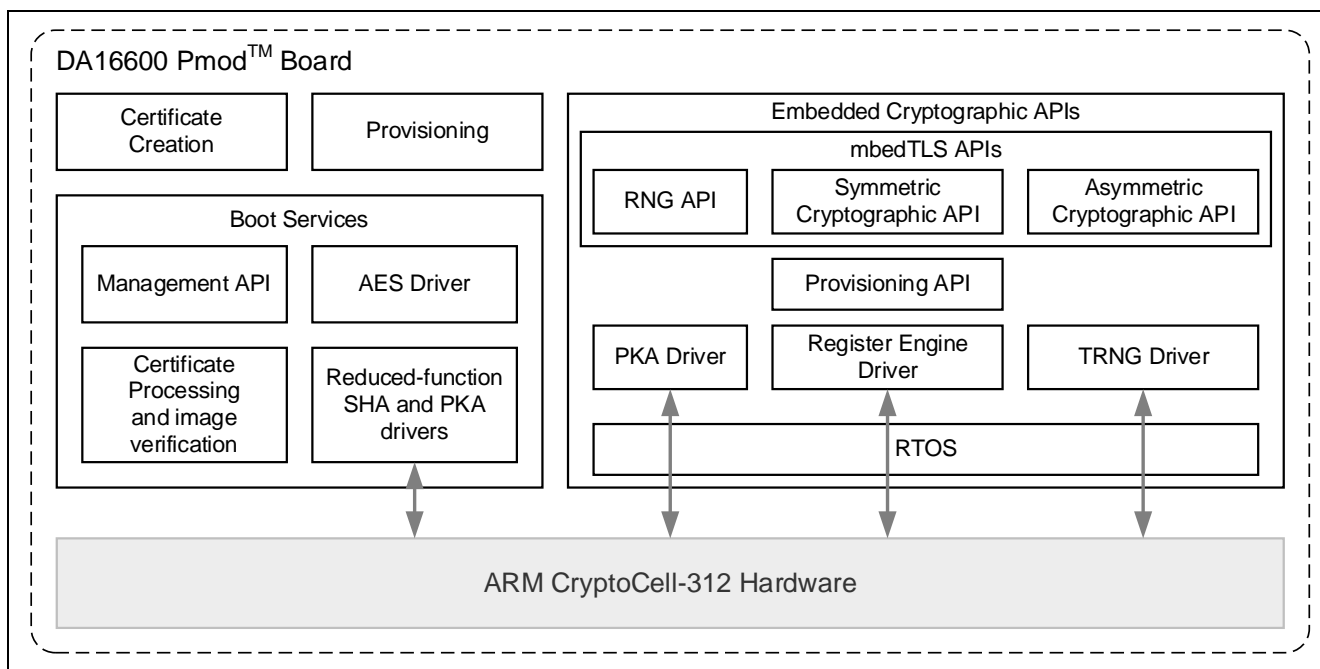 DA16600 Pmod™ Board
Certificate
Creation
Provisioning
Boot Services
Management API
AES Driver
Certificate
Processing
and image
verification
Reduced-function
SHA and PKA
drivers
Embedded Cryptographic APIs
mbedTLS APIs
RNG API
Symmetric
Cryptographic API
Asymmetric
Cryptographic API
Provisioning API
PKA Driver
Register Engine
Driver
TRNG Driver
RTOS
ARM CryptoCell-312 Hardware